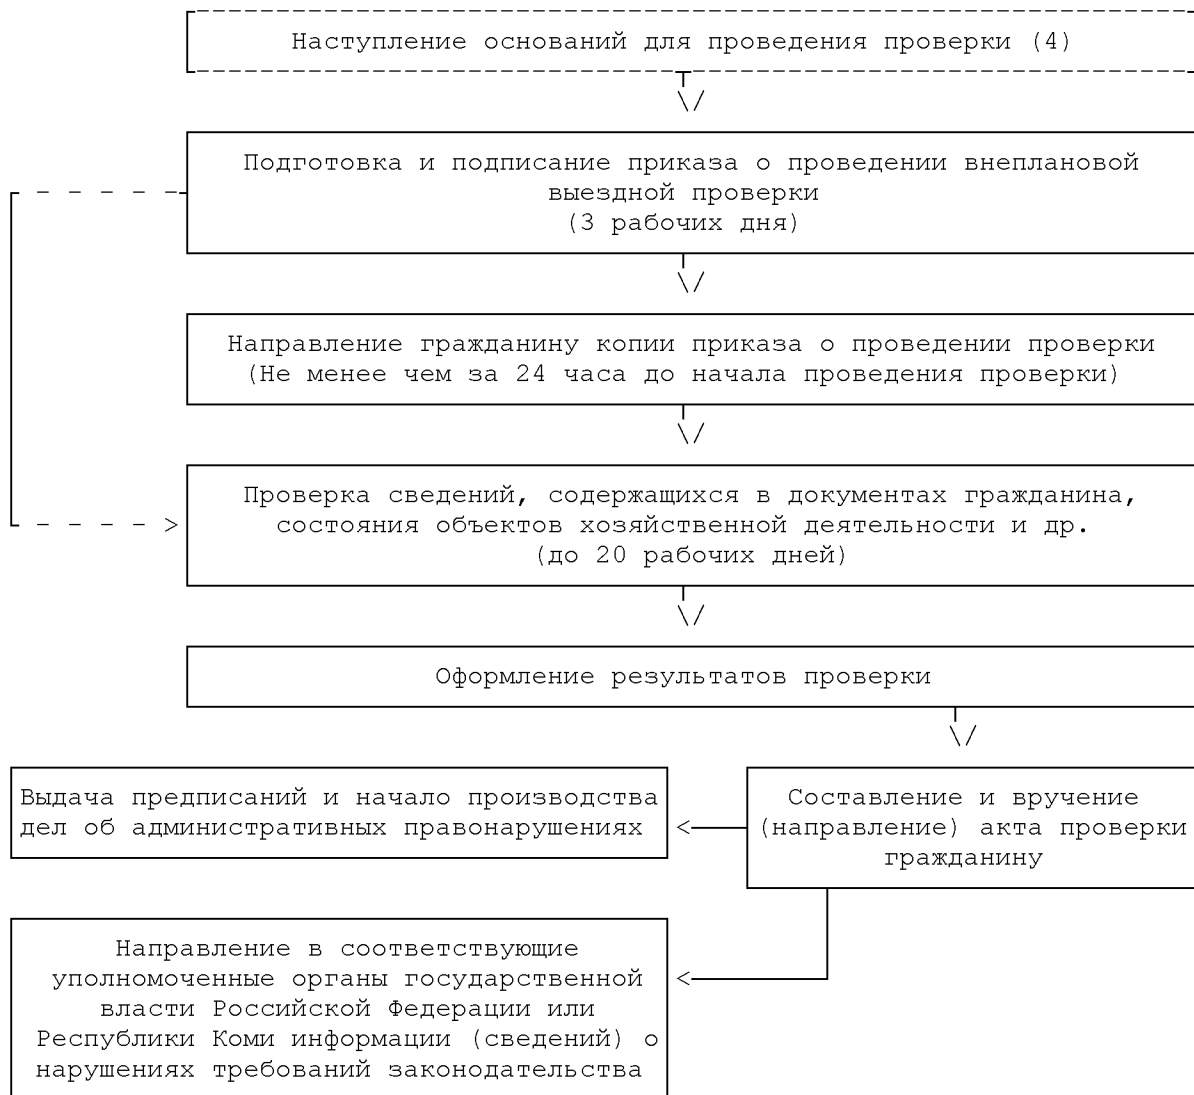 Наступление оснований для проведения проверки (4)
Подготовка и подписание приказа о проведении внеплановой
выездной проверки
(3 рабочих дня)
Направление гражданину копии приказа о проведении проверки
(Не менее чем за 24 часа до начала проведения проверки)
Проверка сведений, содержащихся в документах гражданина,
состояния объектов хозяйственной деятельности и др.
(до 20 рабочих дней)
Оформление результатов проверки
Выдача предписаний и начало производства
дел об административных правонарушениях
Составление и вручение
(направление) акта проверки
гражданину
Направление в соответствующие
уполномоченные органы государственной
власти Российской Федерации или
Республики Коми информации (сведений) о
нарушениях требований законодательства